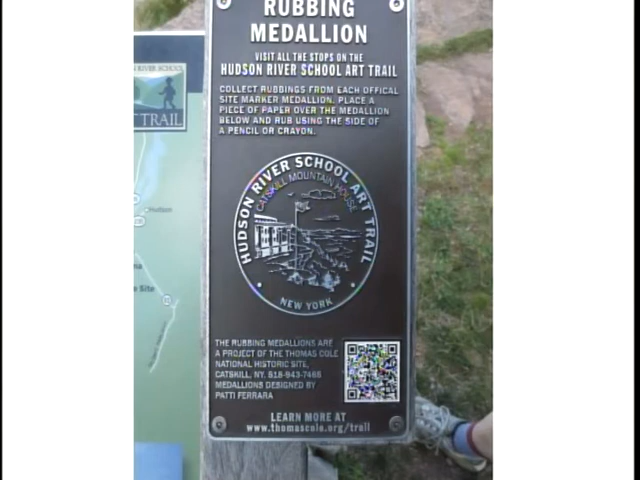 RUBBING
MEDALLION
VISIT ALL THE STOPS ON THE
HUDSON RIVER SCHOOL ART TRAIL
COLLECT RUBBINGS FROM EACH OFFICAL
SITE MARKER MEDALLION. PLACE A
PIECE OF PAPER OVER THE MEDALLION
BELOW AND RUB USING THE SIDE OF
A PENCIL OR CRAYON.
HUDSON RIVER SCHOOL ART TRAIL
CATSKILL MOUNTAIN HOUSE
NEW YORK
THE RUBBING MEDALLIONS ARE
A PROJECT OF THE THOMAS COLE
NATIONAL HISTORIC SITE,
CATSKILL, NY. 518-943-7465
MEDALLIONS DESIGNED BY
PATTI FERRARA
LEARN MORE AT
www.thomascole.org/trail
RIVER SCHOOL
T TRAIL
Hudson
Site